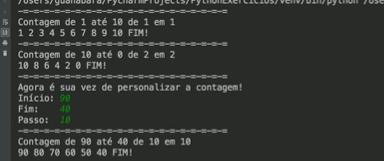 /Users/guanabara/PycharmProjects/PythonExercicios/venv/bin/python /Use
-=-=-=-=-=-=-=-=-=-=-=-=-=-=-=-=-=-=-=-=
Contagem de 1 até 10 de 1 em 1
1 2 3 4 5 6 7 8 9 10 FIM!
-=-=-=-=-=-=-=-=-=-=-=-=-=-=-=-=-=-=-=-=
Contagem de 10 até 0 de 2 em 2
10 8 6 4 2 0 FIM!
-=-=-=-=-=-=-=-=-=-=-=-=-=-=-=-=-=-=-=-=
Agora é sua vez de personalizar a contagem!
Início: 90
Fim: 40
Passo: 10
-=-=-=-=-=-=-=-=-=-=-=-=-=-=-=-=-=-=-=-=
Contagem de 90 até 40 de 10 em 10
90 80 70 60 50 40 FIM!